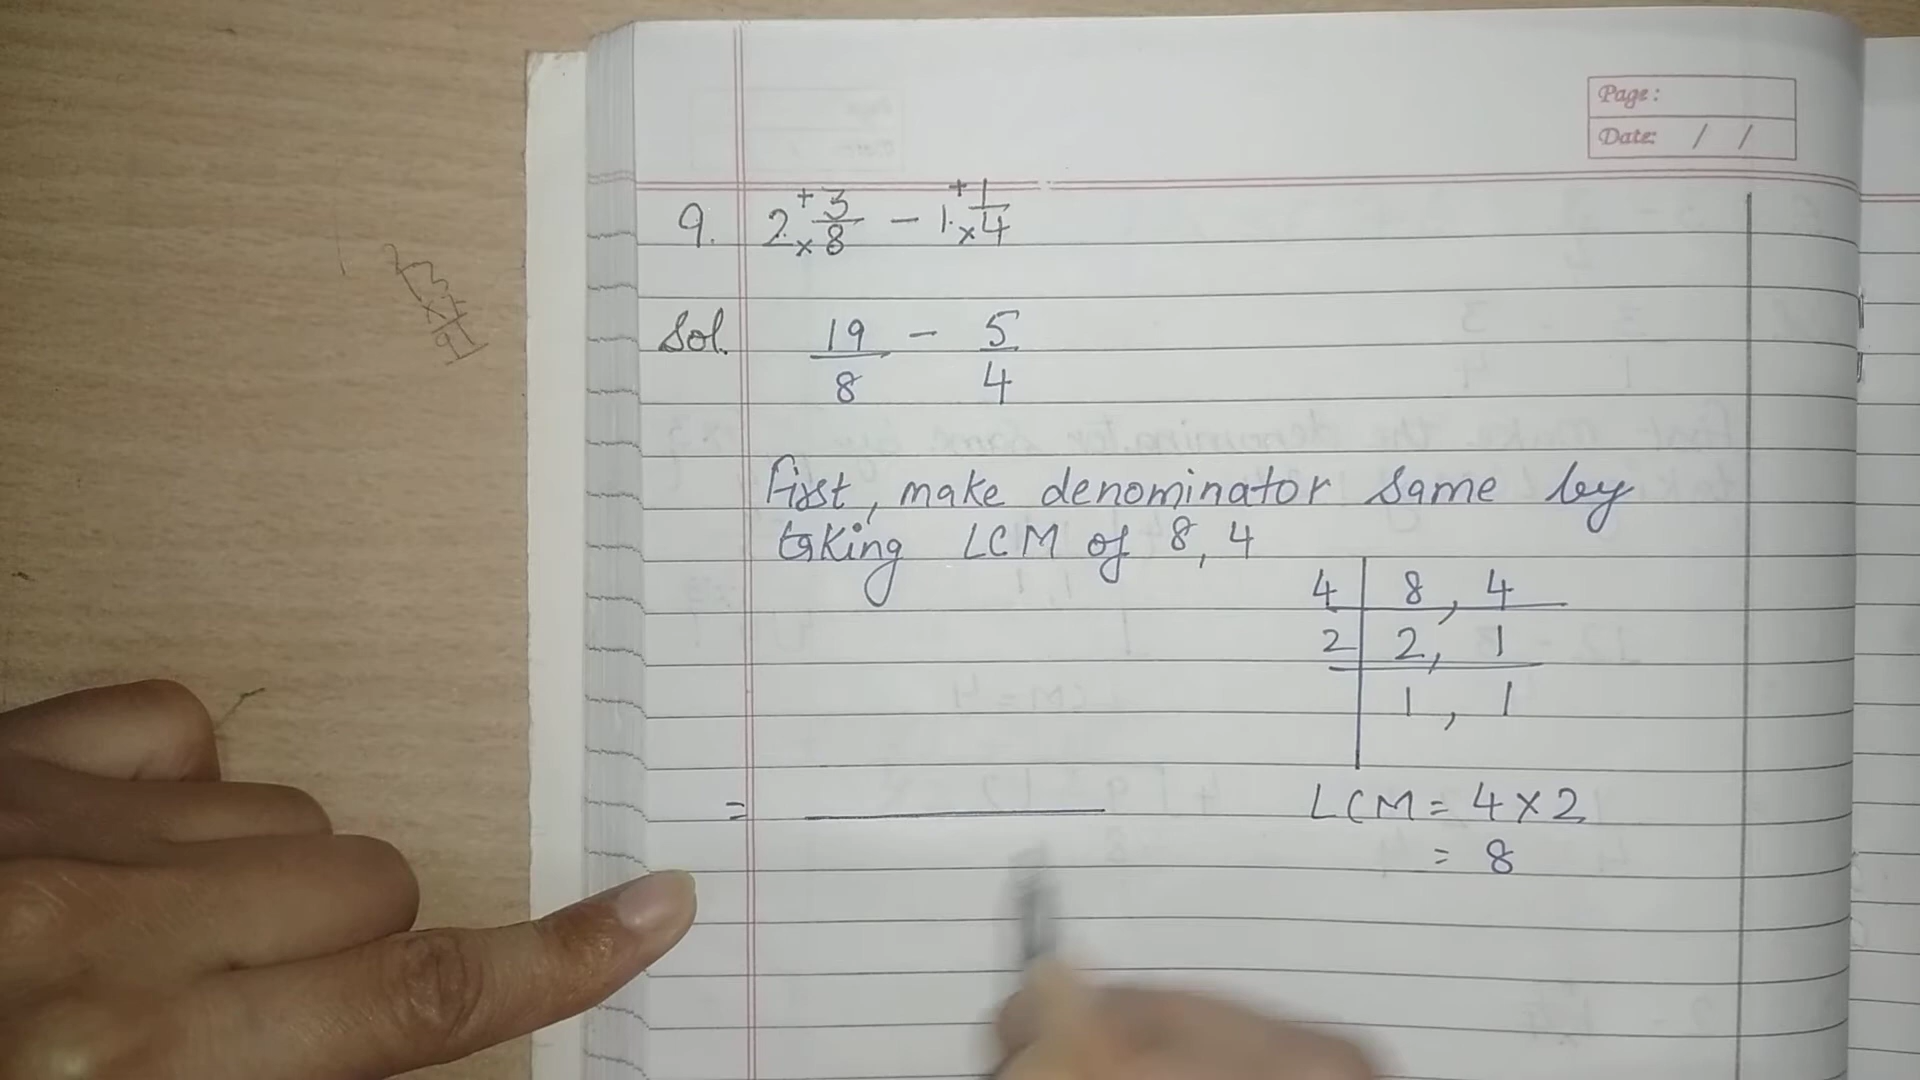 Page:
Date: / /
9. 2 × + 3/8 - 1 × + 1/4
Sol. 19/8 - 5/4
First, make denominator same by
taking LCM of 8, 4
4 | 8, 4
2 | 2, 1
1, 1
= LCM = 4 × 2
= 8